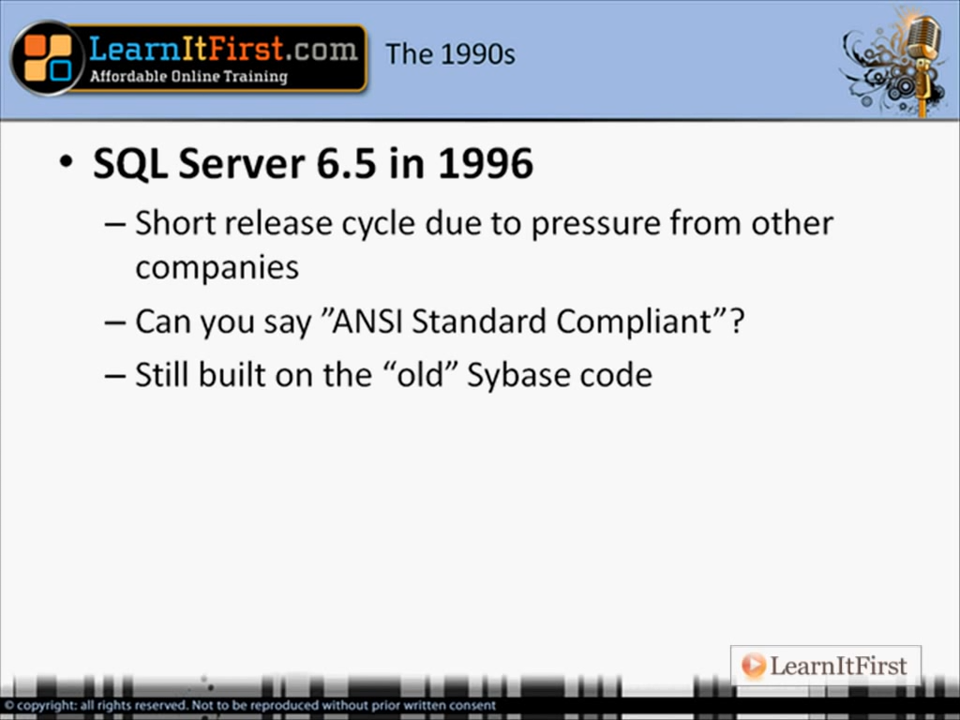 LearnItFirst.com
Affordable Online Training
The 1990s
• SQL Server 6.5 in 1996
– Short release cycle due to pressure from other
companies
– Can you say ”ANSI Standard Compliant”?
– Still built on the “old” Sybase code
LearnItFirst
© copyright: all rights reserved. Not to be reproduced without prior written consent